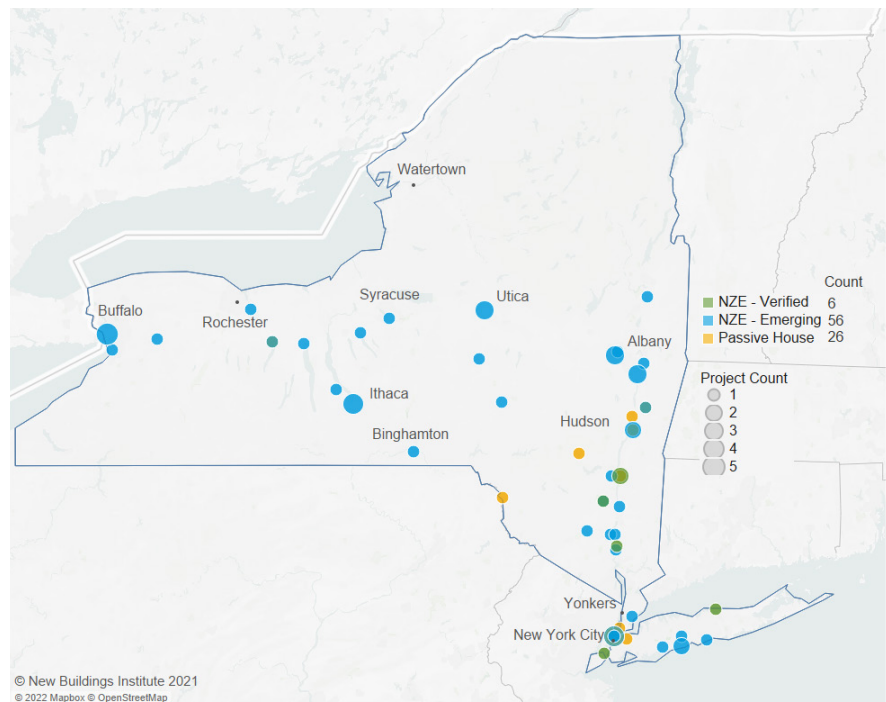 Watertown
Syracuse
Utica
Buffalo
Rochester
Count
NZE - Verified 6
NZE - Emerging 56
Passive House 26
Albany
Project Count
1
2
3
4
5
Ithaca
Hudson
Binghamton
Yonkers
New York City
© New Buildings Institute 2021
© 2022 Mapbox © OpenStreetMap